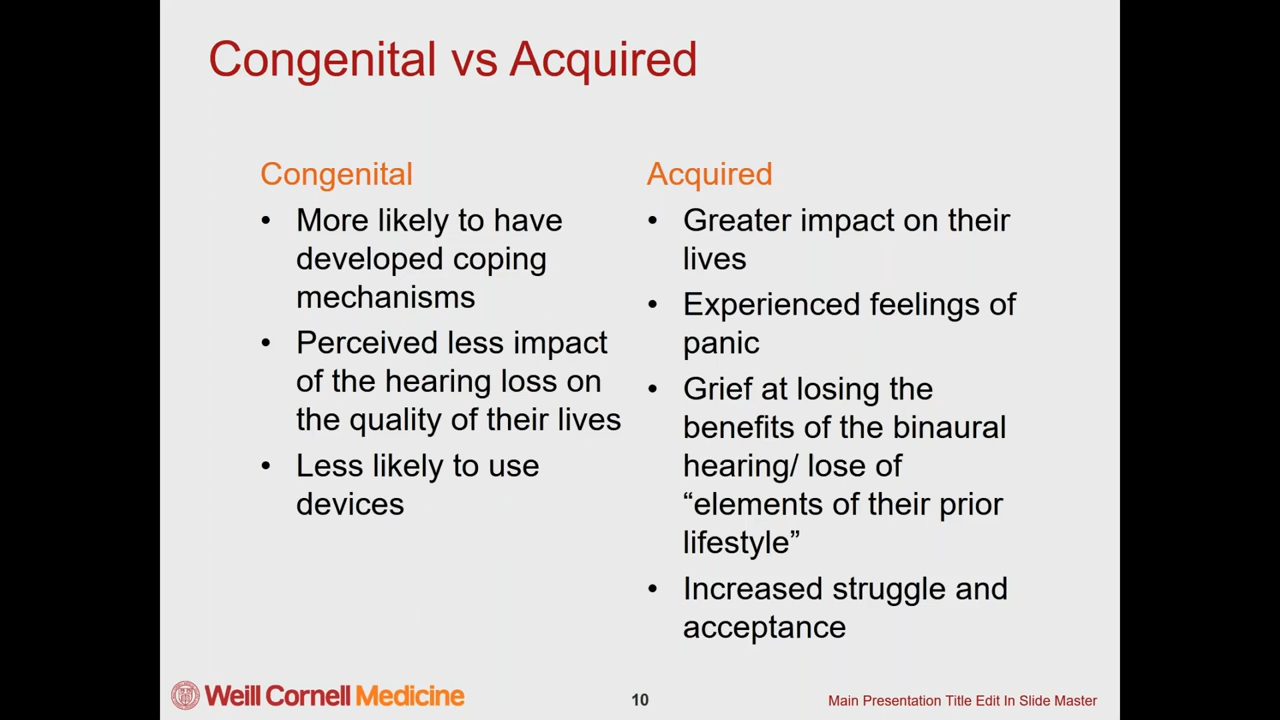 Congenital vs Acquired
Congenital
• More likely to have
developed coping
mechanisms
• Perceived less impact
of the hearing loss on
the quality of their lives
• Less likely to use
devices
Acquired
• Greater impact on their
lives
• Experienced feelings of
panic
• Grief at losing the
benefits of the binaural
hearing/ lose of
“elements of their prior
lifestyle”
• Increased struggle and
acceptance
Weill Cornell Medicine
10
Main Presentation Title Edit In Slide Master